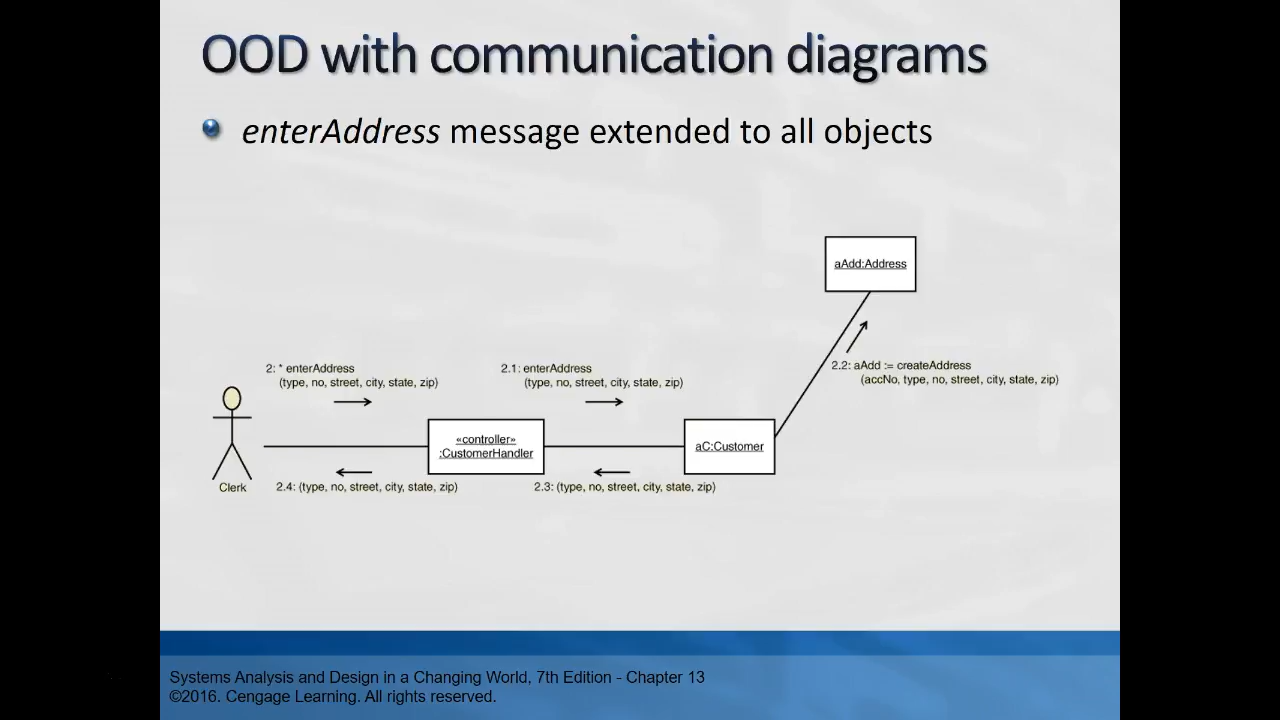 OOD with communication diagrams
enterAddress message extended to all objects
aAdd:Address
2: * enterAddress
(type, no, street, city, state, zip)
2.1: enterAddress
(type, no, street, city, state, zip)
2.2: aAdd := createAddress
(accNo, type, no, street, city, state, zip)
«controller»
:CustomerHandler
aC:Customer
Clerk
2.4: (type, no, street, city, state, zip)
2.3: (type, no, street, city, state, zip)
Systems Analysis and Design in a Changing World, 7th Edition - Chapter 13
©2016. Cengage Learning. All rights reserved.